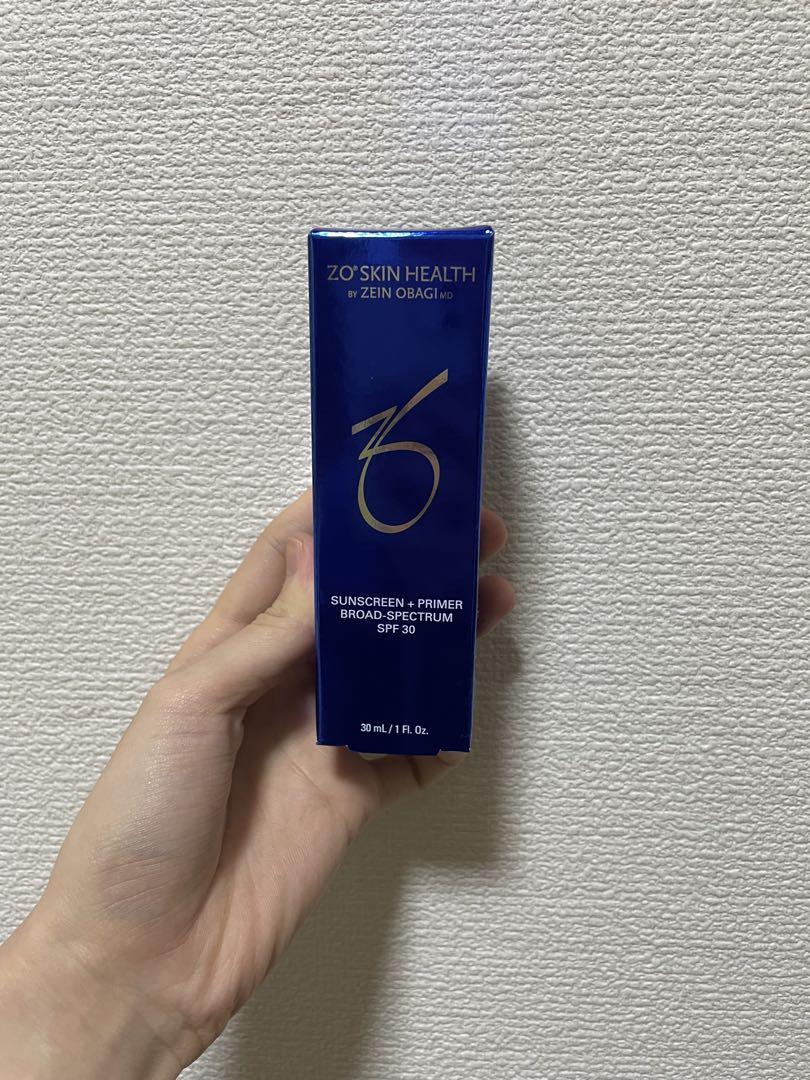 ZO® SKIN HEALTH
BY ZEIN OBAGI MD
ZO
SUNSCREEN + PRIMER
BROAD-SPECTRUM
SPF 30
30 mL / 1 Fl. Oz.